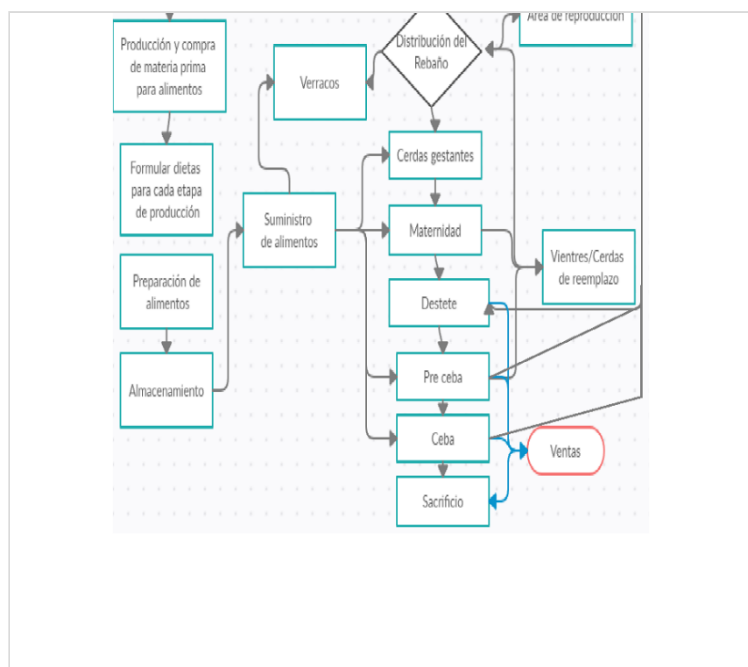 Área de reproducción
Distribución del
Rebaño
Producción y compra
de materia prima
para alimentos
Verracos
Cerdas gestantes
Formular dietas
para cada etapa
de producción
Suministro
de alimentos
Maternidad
Vientres/Cerdas
de reemplazo
Preparación de
alimentos
Destete
Pre ceba
Almacenamiento
Ceba
Ventas
Sacrificio